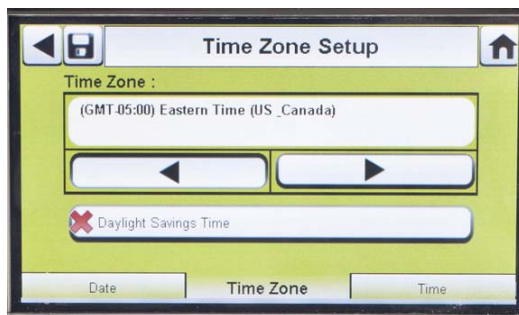 Time Zone Setup
Time Zone :
(GMT-05:00) Eastern Time (US _Canada)
Daylight Savings Time
Date
Time Zone
Time